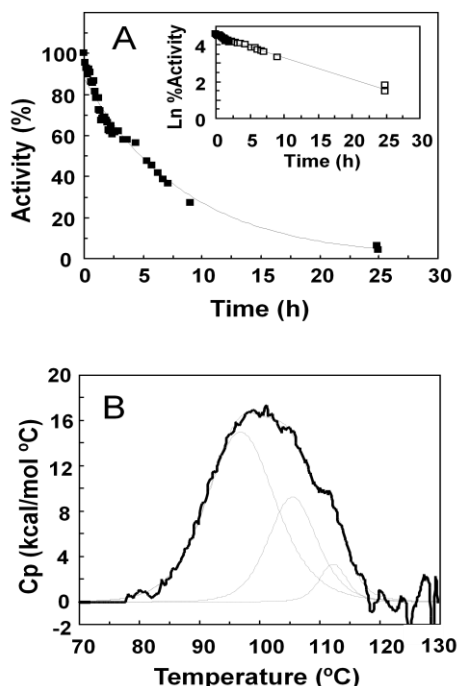 A
100
80
60
40
20
0
Activity (%)
0 5 10 15 20 25 30
Time (h)
4
2
0
Ln %Activity
0 5 10 15 20 25 30
Time (h)
B
20
16
12
8
4
0
-2
Cp (kcal/mol ºC)
70 80 90 100 110 120 130
Temperature (ºC)